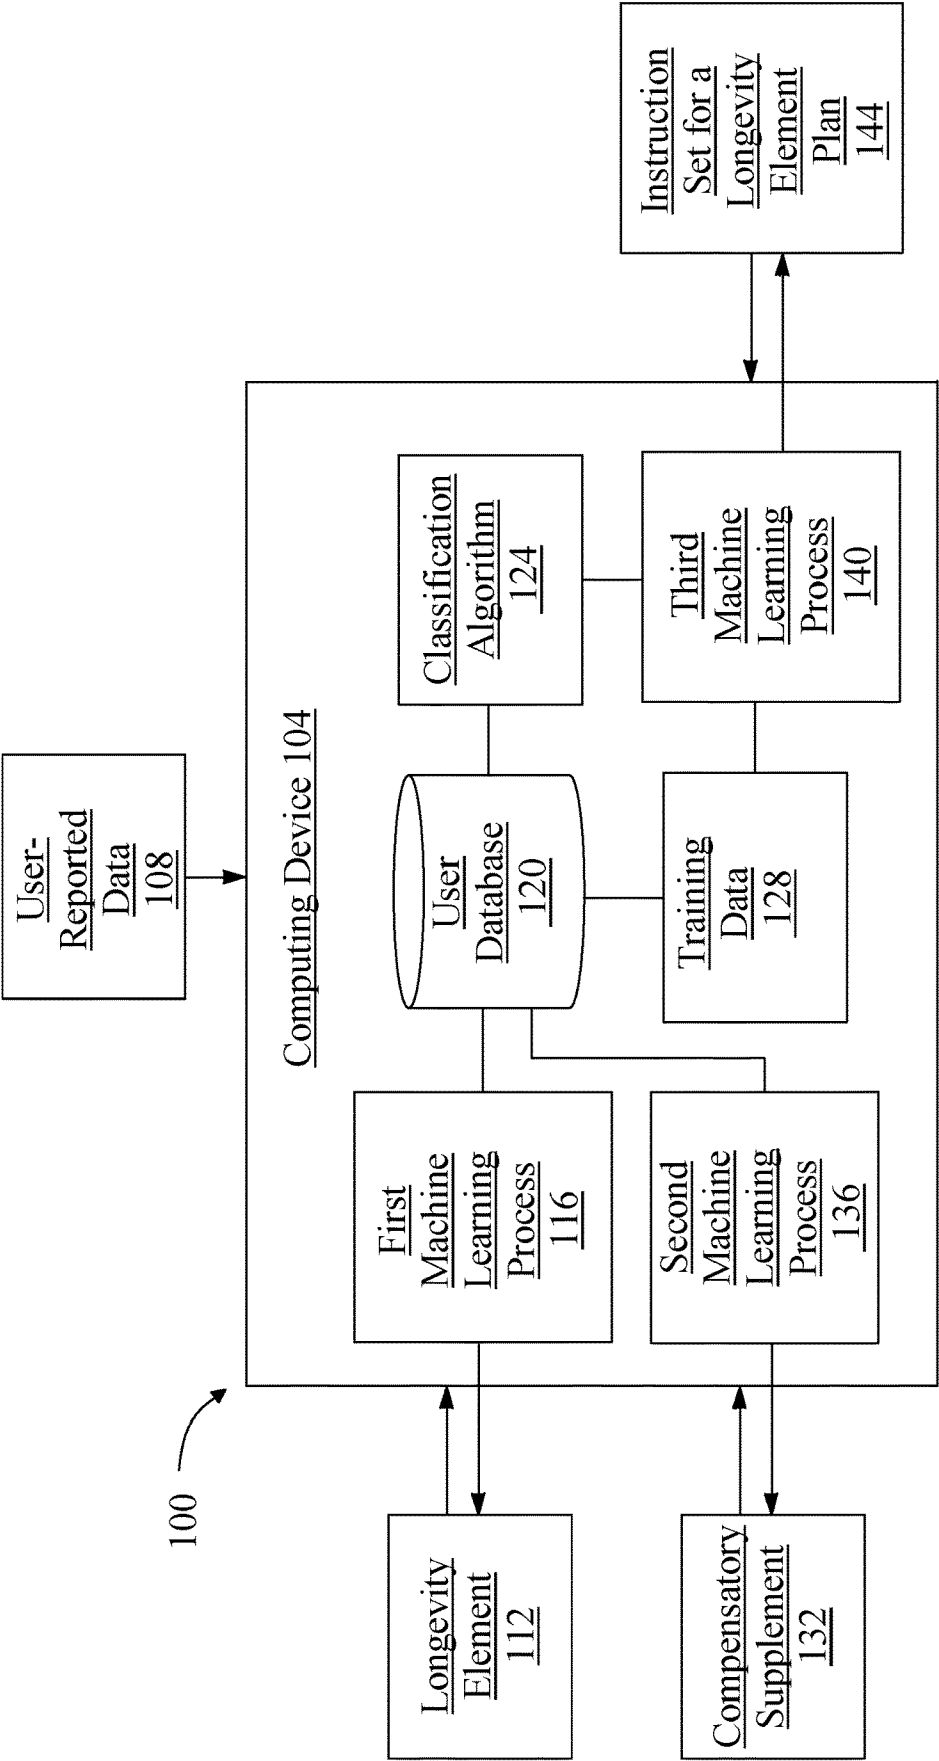 100
User-
Reported
Data
108
Computing Device 104
Longevity
Element
112
First
Machine
Learning
Process
116
User
Database
120
Classification
Algorithm
124
Compensatory
Supplement
132
Second
Machine
Learning
Process
136
Training
Data
128
Third
Machine
Learning
Process
140
Instruction
Set for a
Longevity
Element
Plan
144